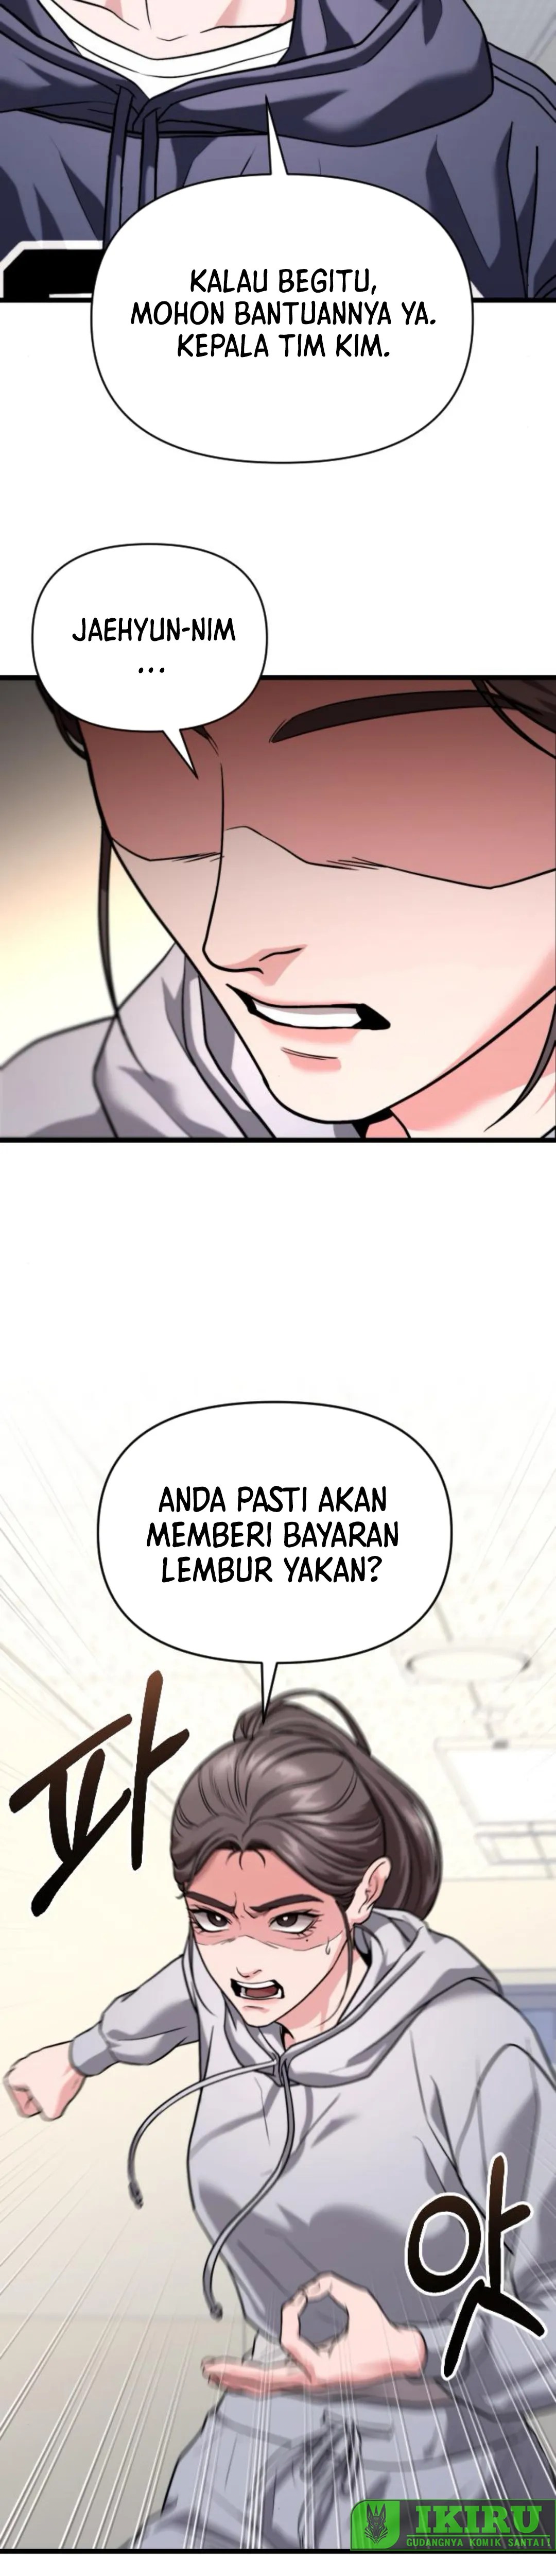 KALAU BEGITU,
MOHON BANTUANNYA YA.
KEPALA TIM KIM.
JAEHYUN-NIM
...
ANDA PASTI AKAN
MEMBERI BAYARAN
LEMBUR YAKAN?
파
앗
IKIRU
GUDANGNYA KOMIK SANTAI!